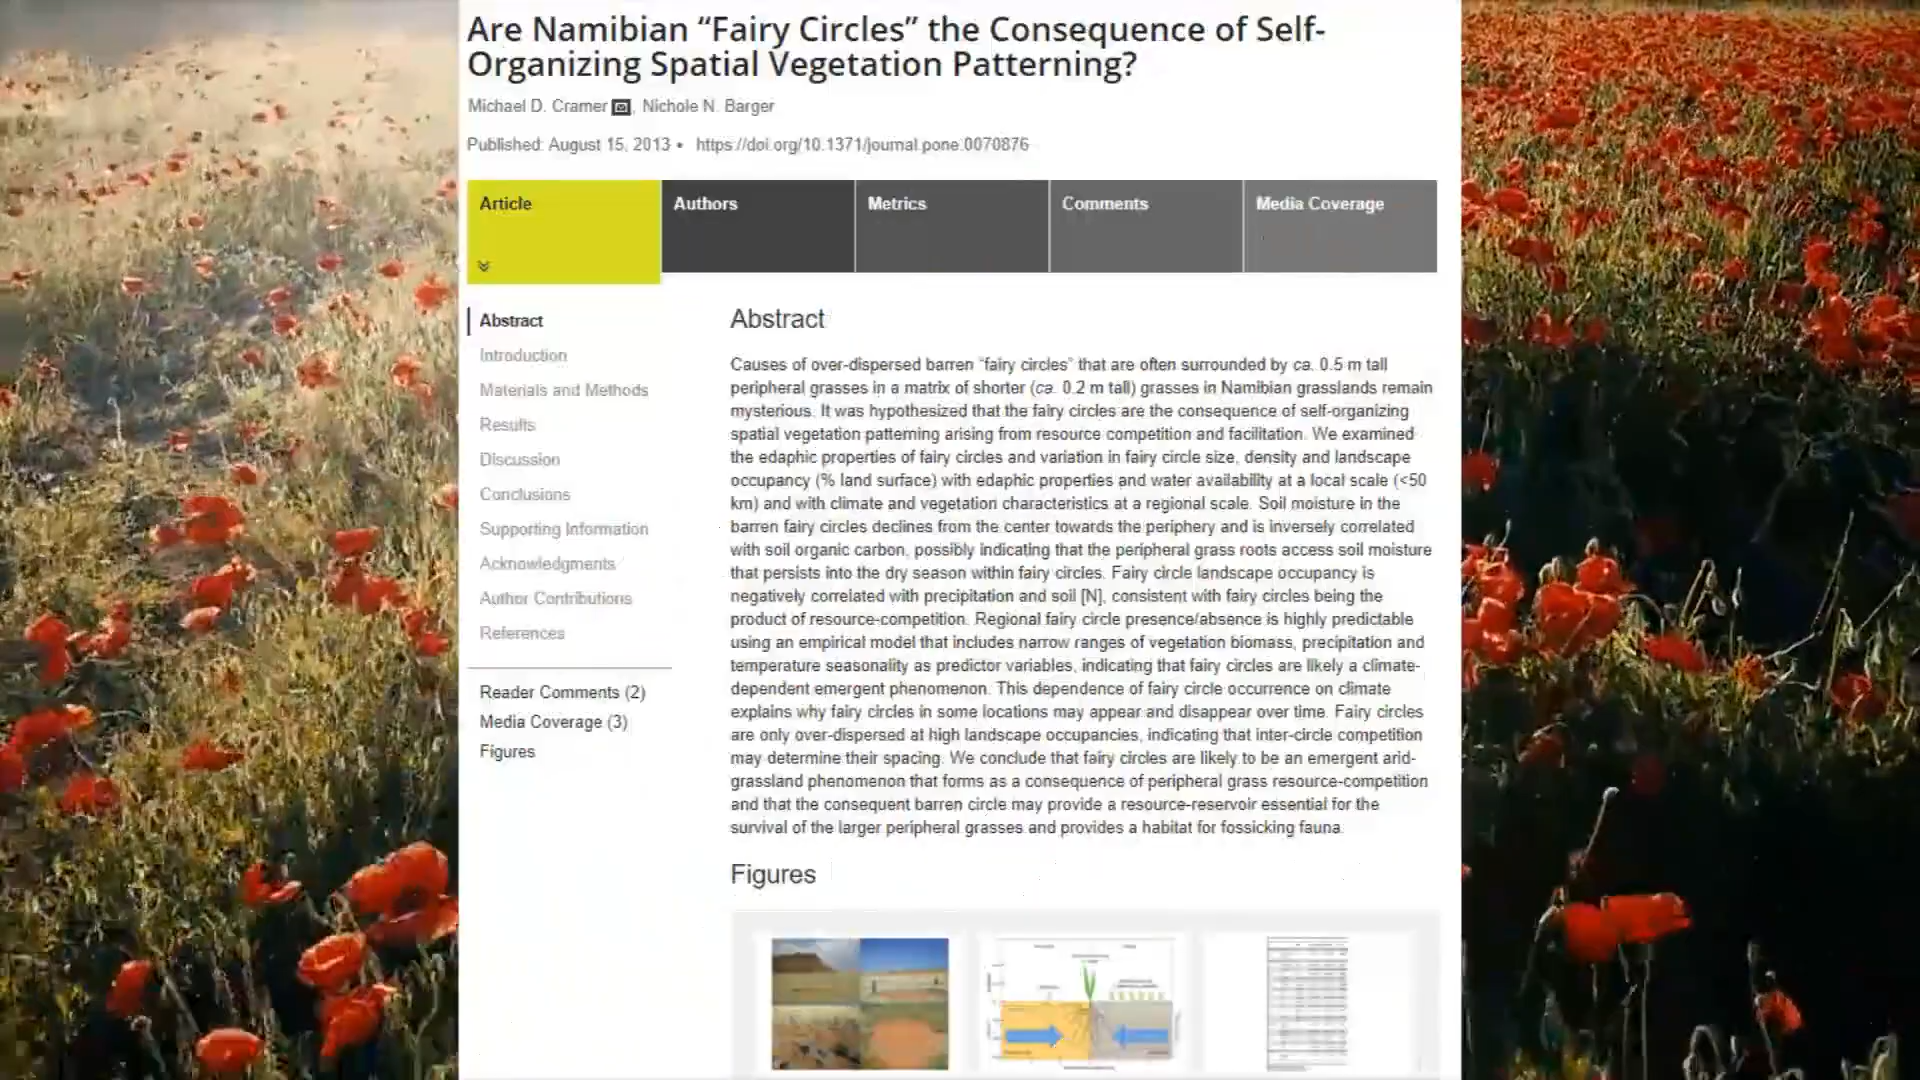 Are Namibian “Fairy Circles” the Consequence of Self-
Organizing Spatial Vegetation Patterning?
Michael D. Cramer , Nichole N. Barger
Published: August 15, 2013 • https://doi.org/10.1371/journal.pone.0070876
Article
Authors
Metrics
Comments
Media Coverage
Abstract
Introduction
Materials and Methods
Results
Discussion
Conclusions
Supporting Information
Acknowledgments
Author Contributions
References
Reader Comments (2)
Media Coverage (3)
Figures
Abstract
Causes of over-dispersed barren “fairy circles” that are often surrounded by ca. 0.5 m tall
peripheral grasses in a matrix of shorter (ca. 0.2 m tall) grasses in Namibian grasslands remain
mysterious. It was hypothesized that the fairy circles are the consequence of self-organizing
spatial vegetation patterning arising from resource competition and facilitation. We examined
the edaphic properties of fairy circles and variation in fairy circle size, density and landscape
occupancy (% land surface) with edaphic properties and water availability at a local scale (<50
km) and with climate and vegetation characteristics at a regional scale. Soil moisture in the
barren fairy circles declines from the center towards the periphery and is inversely correlated
with soil organic carbon, possibly indicating that the peripheral grass roots access soil moisture
that persists into the dry season within fairy circles. Fairy circle landscape occupancy is
negatively correlated with precipitation and soil [N], consistent with fairy circles being the
product of resource-competition. Regional fairy circle presence/absence is highly predictable
using an empirical model that includes narrow ranges of vegetation biomass, precipitation and
temperature seasonality as predictor variables, indicating that fairy circles are likely a climate-
dependent emergent phenomenon. This dependence of fairy circle occurrence on climate
explains why fairy circles in some locations may appear and disappear over time. Fairy circles
are only over-dispersed at high landscape occupancies, indicating that inter-circle competition
may determine their spacing. We conclude that fairy circles are likely to be an emergent arid-
grassland phenomenon that forms as a consequence of peripheral grass resource-competition
and that the consequent barren circle may provide a resource-reservoir essential for the
survival of the larger peripheral grasses and provides a habitat for fossicking fauna.
Figures